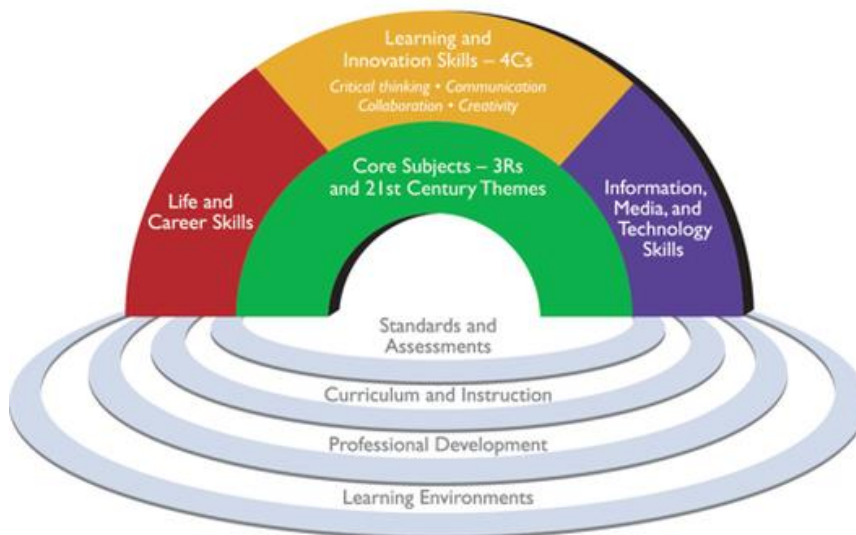 Learning and
Innovation Skills – 4Cs
Critical thinking • Communication
Collaboration • Creativity
Core Subjects – 3Rs
and 21st Century Themes
Life and
Career Skills
Information,
Media, and
Technology
Skills
Standards and
Assessments
Curriculum and Instruction
Professional Development
Learning Environments